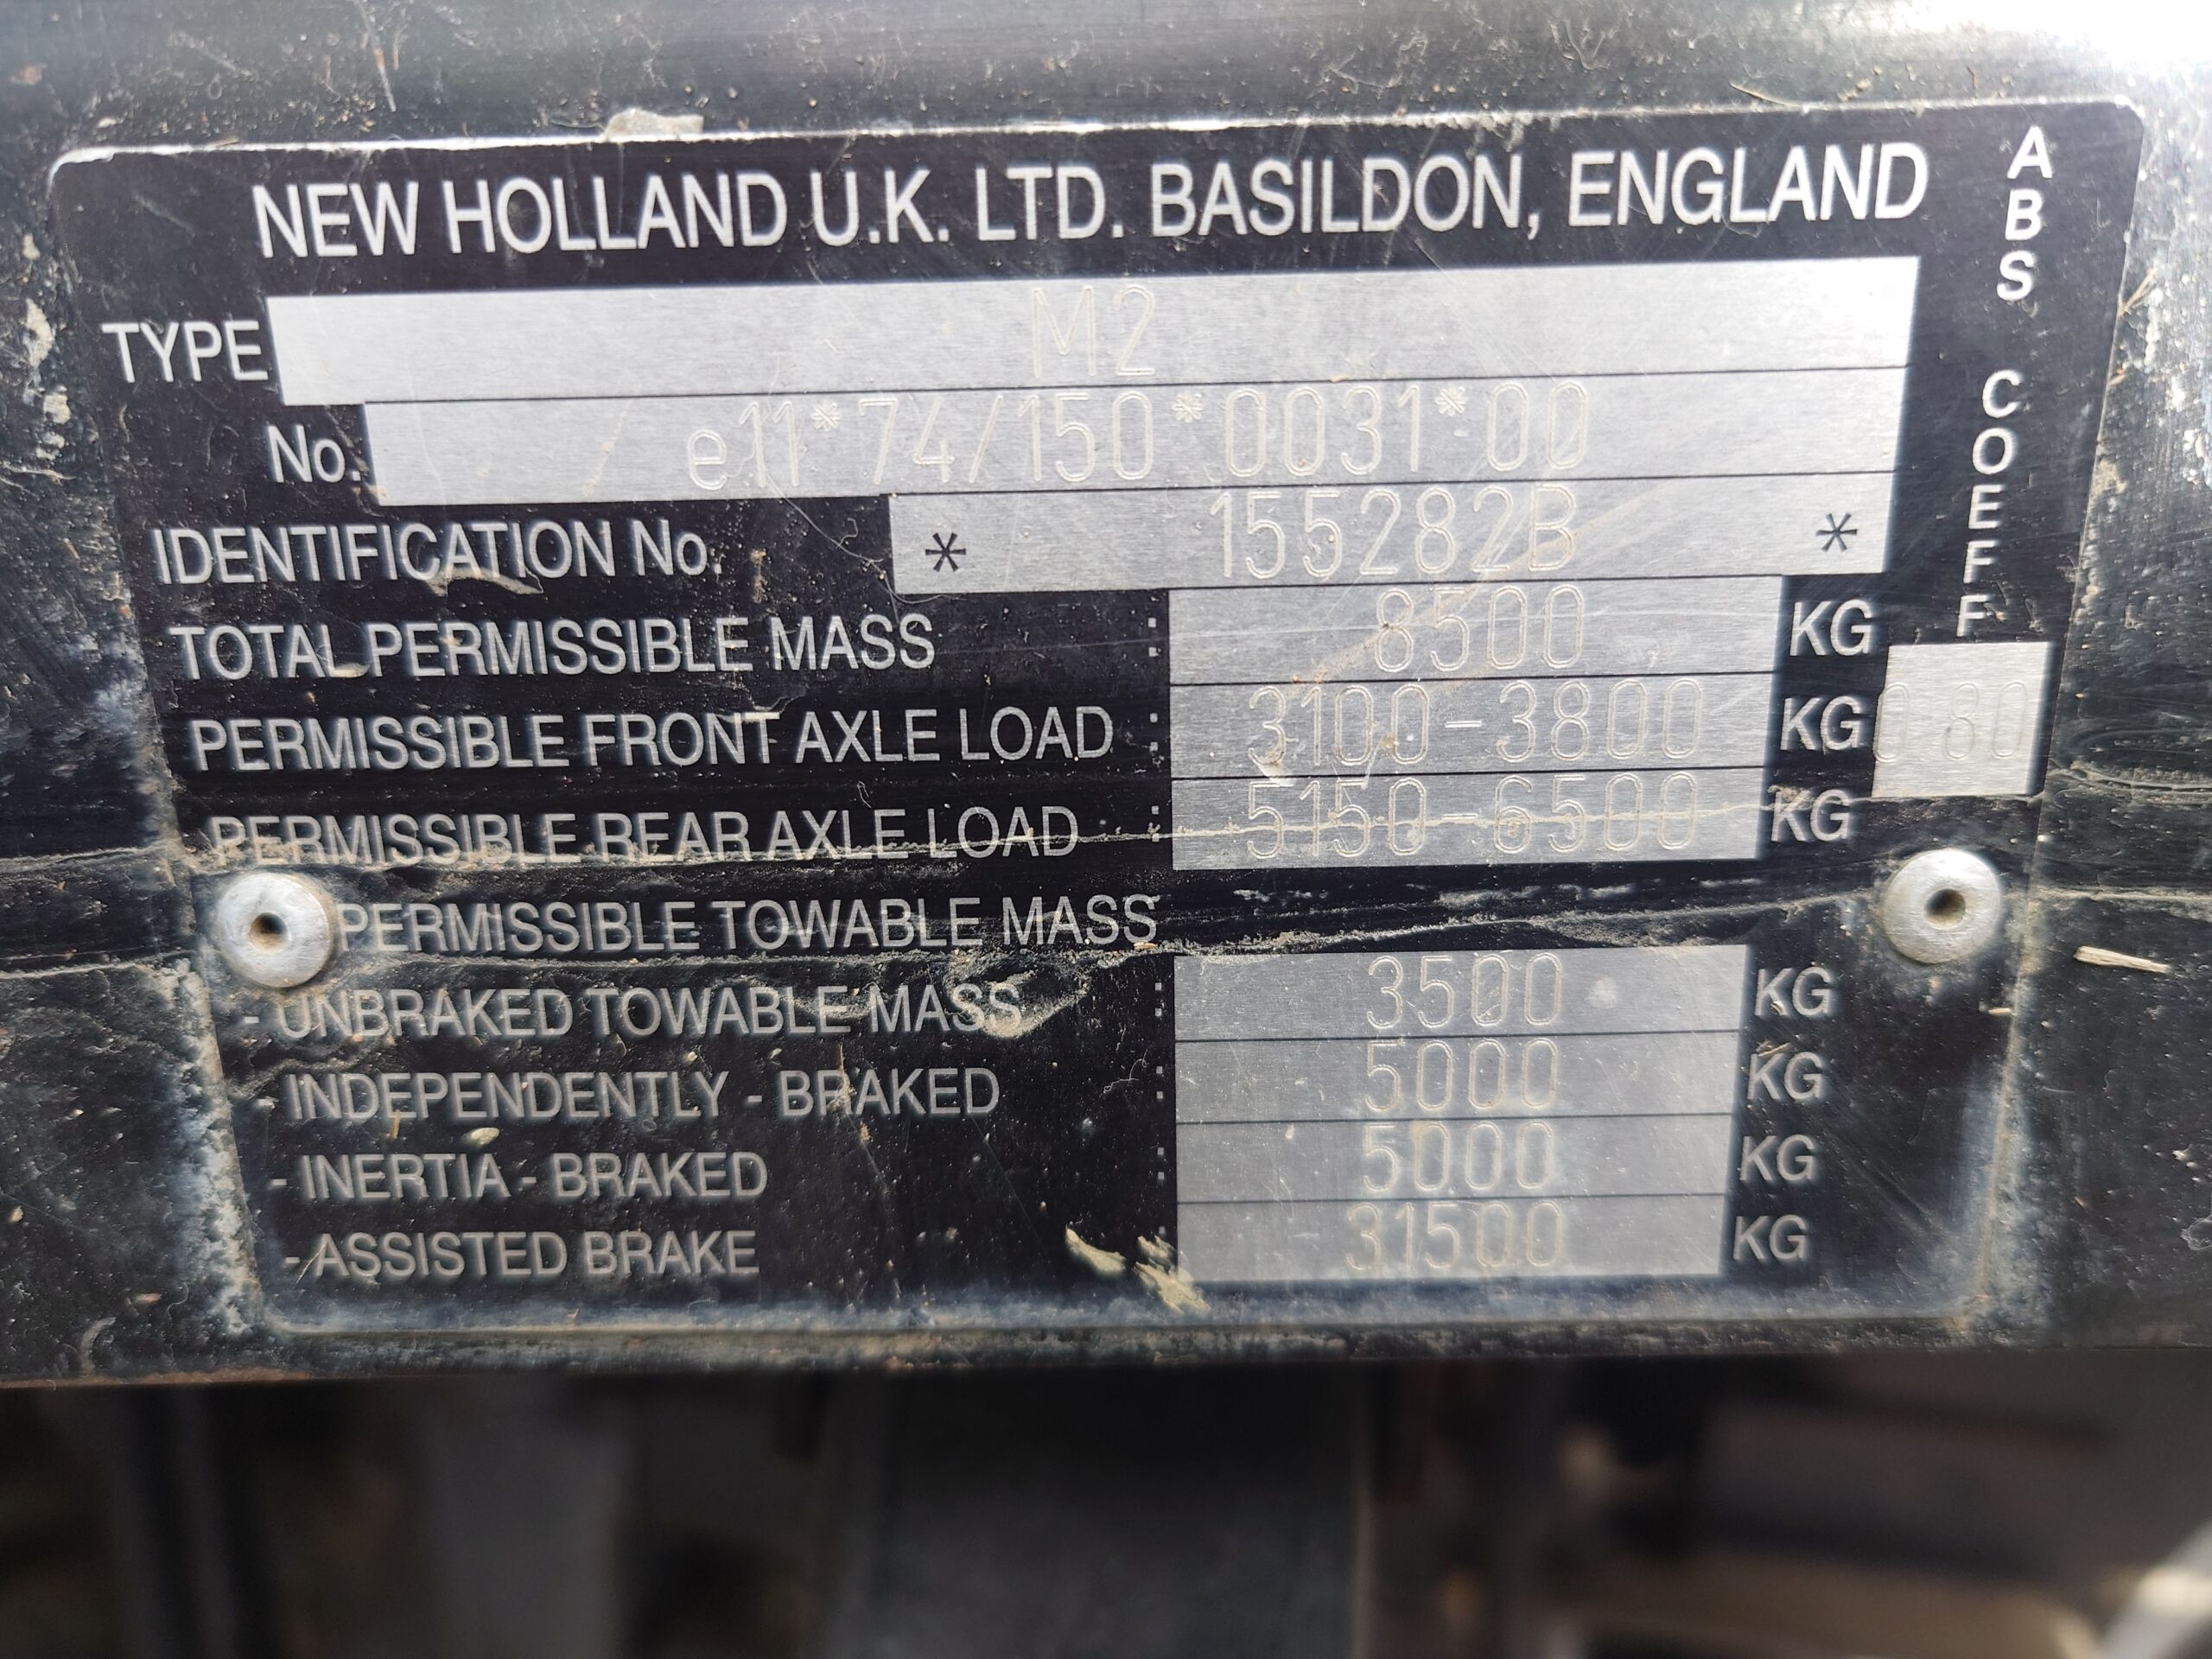 NEW HOLLAND U.K. LTD. BASILDON, ENGLAND
TYPE M2
No. e11*74/150*0031*00
IDENTIFICATION No. * 155282B *
TOTAL PERMISSIBLE MASS : 8500 KG
PERMISSIBLE FRONT AXLE LOAD : 3100-3800 KG
PERMISSIBLE REAR AXLE LOAD : 5150-6500 KG
PERMISSIBLE TOWABLE MASS
- UNBRAKED TOWABLE MASS : 3500 KG
- INDEPENDENTLY - BRAKED : 5000 KG
- INERTIA - BRAKED : 5000 KG
- ASSISTED BRAKE : 31500 KG
ABS COEFF
0.80